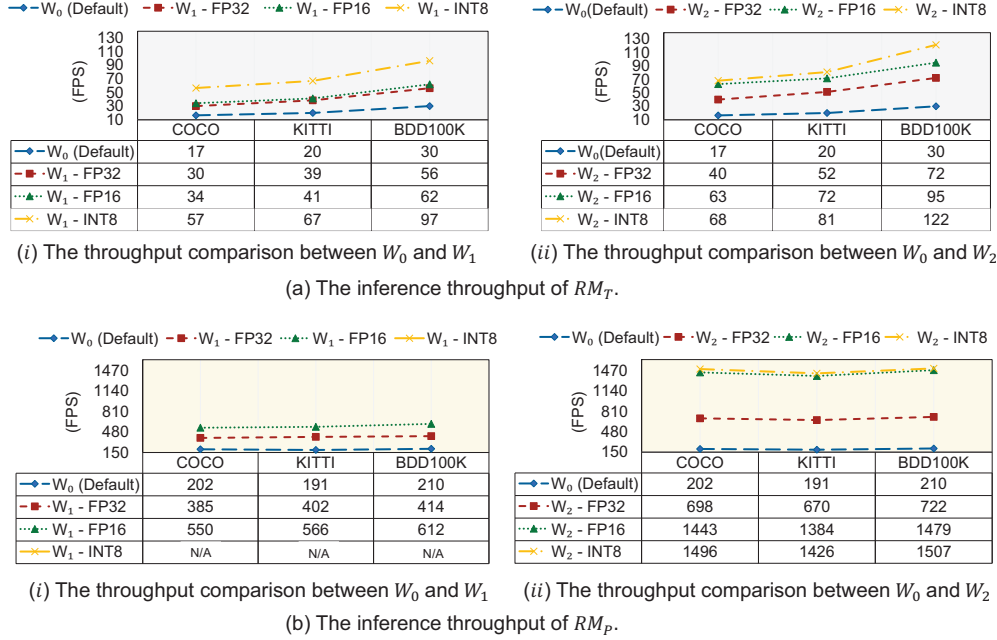 W₀ (Default) W₁ - FP32 W₁ - FP16 W₁ - INT8
(FPS)
130
110
90
70
50
30
10
COCO KITTI BDD100K
W₀ (Default) 17 20 30
W₁ - FP32 30 39 56
W₁ - FP16 34 41 62
W₁ - INT8 57 67 97
(i) The throughput comparison between W₀ and W₁
W₀ (Default) W₂ - FP32 W₂ - FP16 W₂ - INT8
(FPS)
130
110
90
70
50
30
10
COCO KITTI BDD100K
W₀ (Default) 17 20 30
W₂ - FP32 40 52 72
W₂ - FP16 63 72 95
W₂ - INT8 68 81 122
(ii) The throughput comparison between W₀ and W₂
(a) The inference throughput of RM_T.
W₀ (Default) W₁ - FP32 W₁ - FP16 W₁ - INT8
(FPS)
1470
1140
810
480
150
COCO KITTI BDD100K
W₀ (Default) 202 191 210
W₁ - FP32 385 402 414
W₁ - FP16 550 566 612
W₁ - INT8 N/A N/A N/A
(i) The throughput comparison between W₀ and W₁
W₀ (Default) W₂ - FP32 W₂ - FP16 W₂ - INT8
(FPS)
1470
1140
810
480
150
COCO KITTI BDD100K
W₀ (Default) 202 191 210
W₂ - FP32 698 670 722
W₂ - FP16 1443 1384 1479
W₂ - INT8 1496 1426 1507
(ii) The throughput comparison between W₀ and W₂
(b) The inference throughput of RM_P.